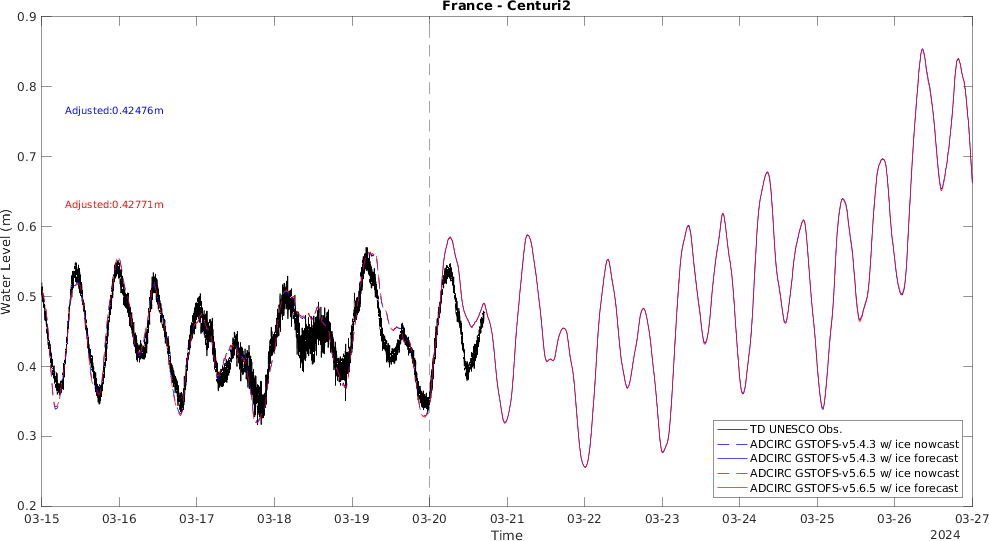 France - Centuri2
0.9
0.8
0.7
0.6
0.5
0.4
0.3
0.2
Water Level (m)
Adjusted:0.42476m
Adjusted:0.42771m
TD UNESCO Obs.
ADCIRC GSTOFS-v5.4.3 w/ ice nowcast
ADCIRC GSTOFS-v5.4.3 w/ ice forecast
ADCIRC GSTOFS-v5.6.5 w/ ice nowcast
ADCIRC GSTOFS-v5.6.5 w/ ice forecast
03-15 03-16 03-17 03-18 03-19 03-20 03-21 03-22 03-23 03-24 03-25 03-26 03-27
Time
2024